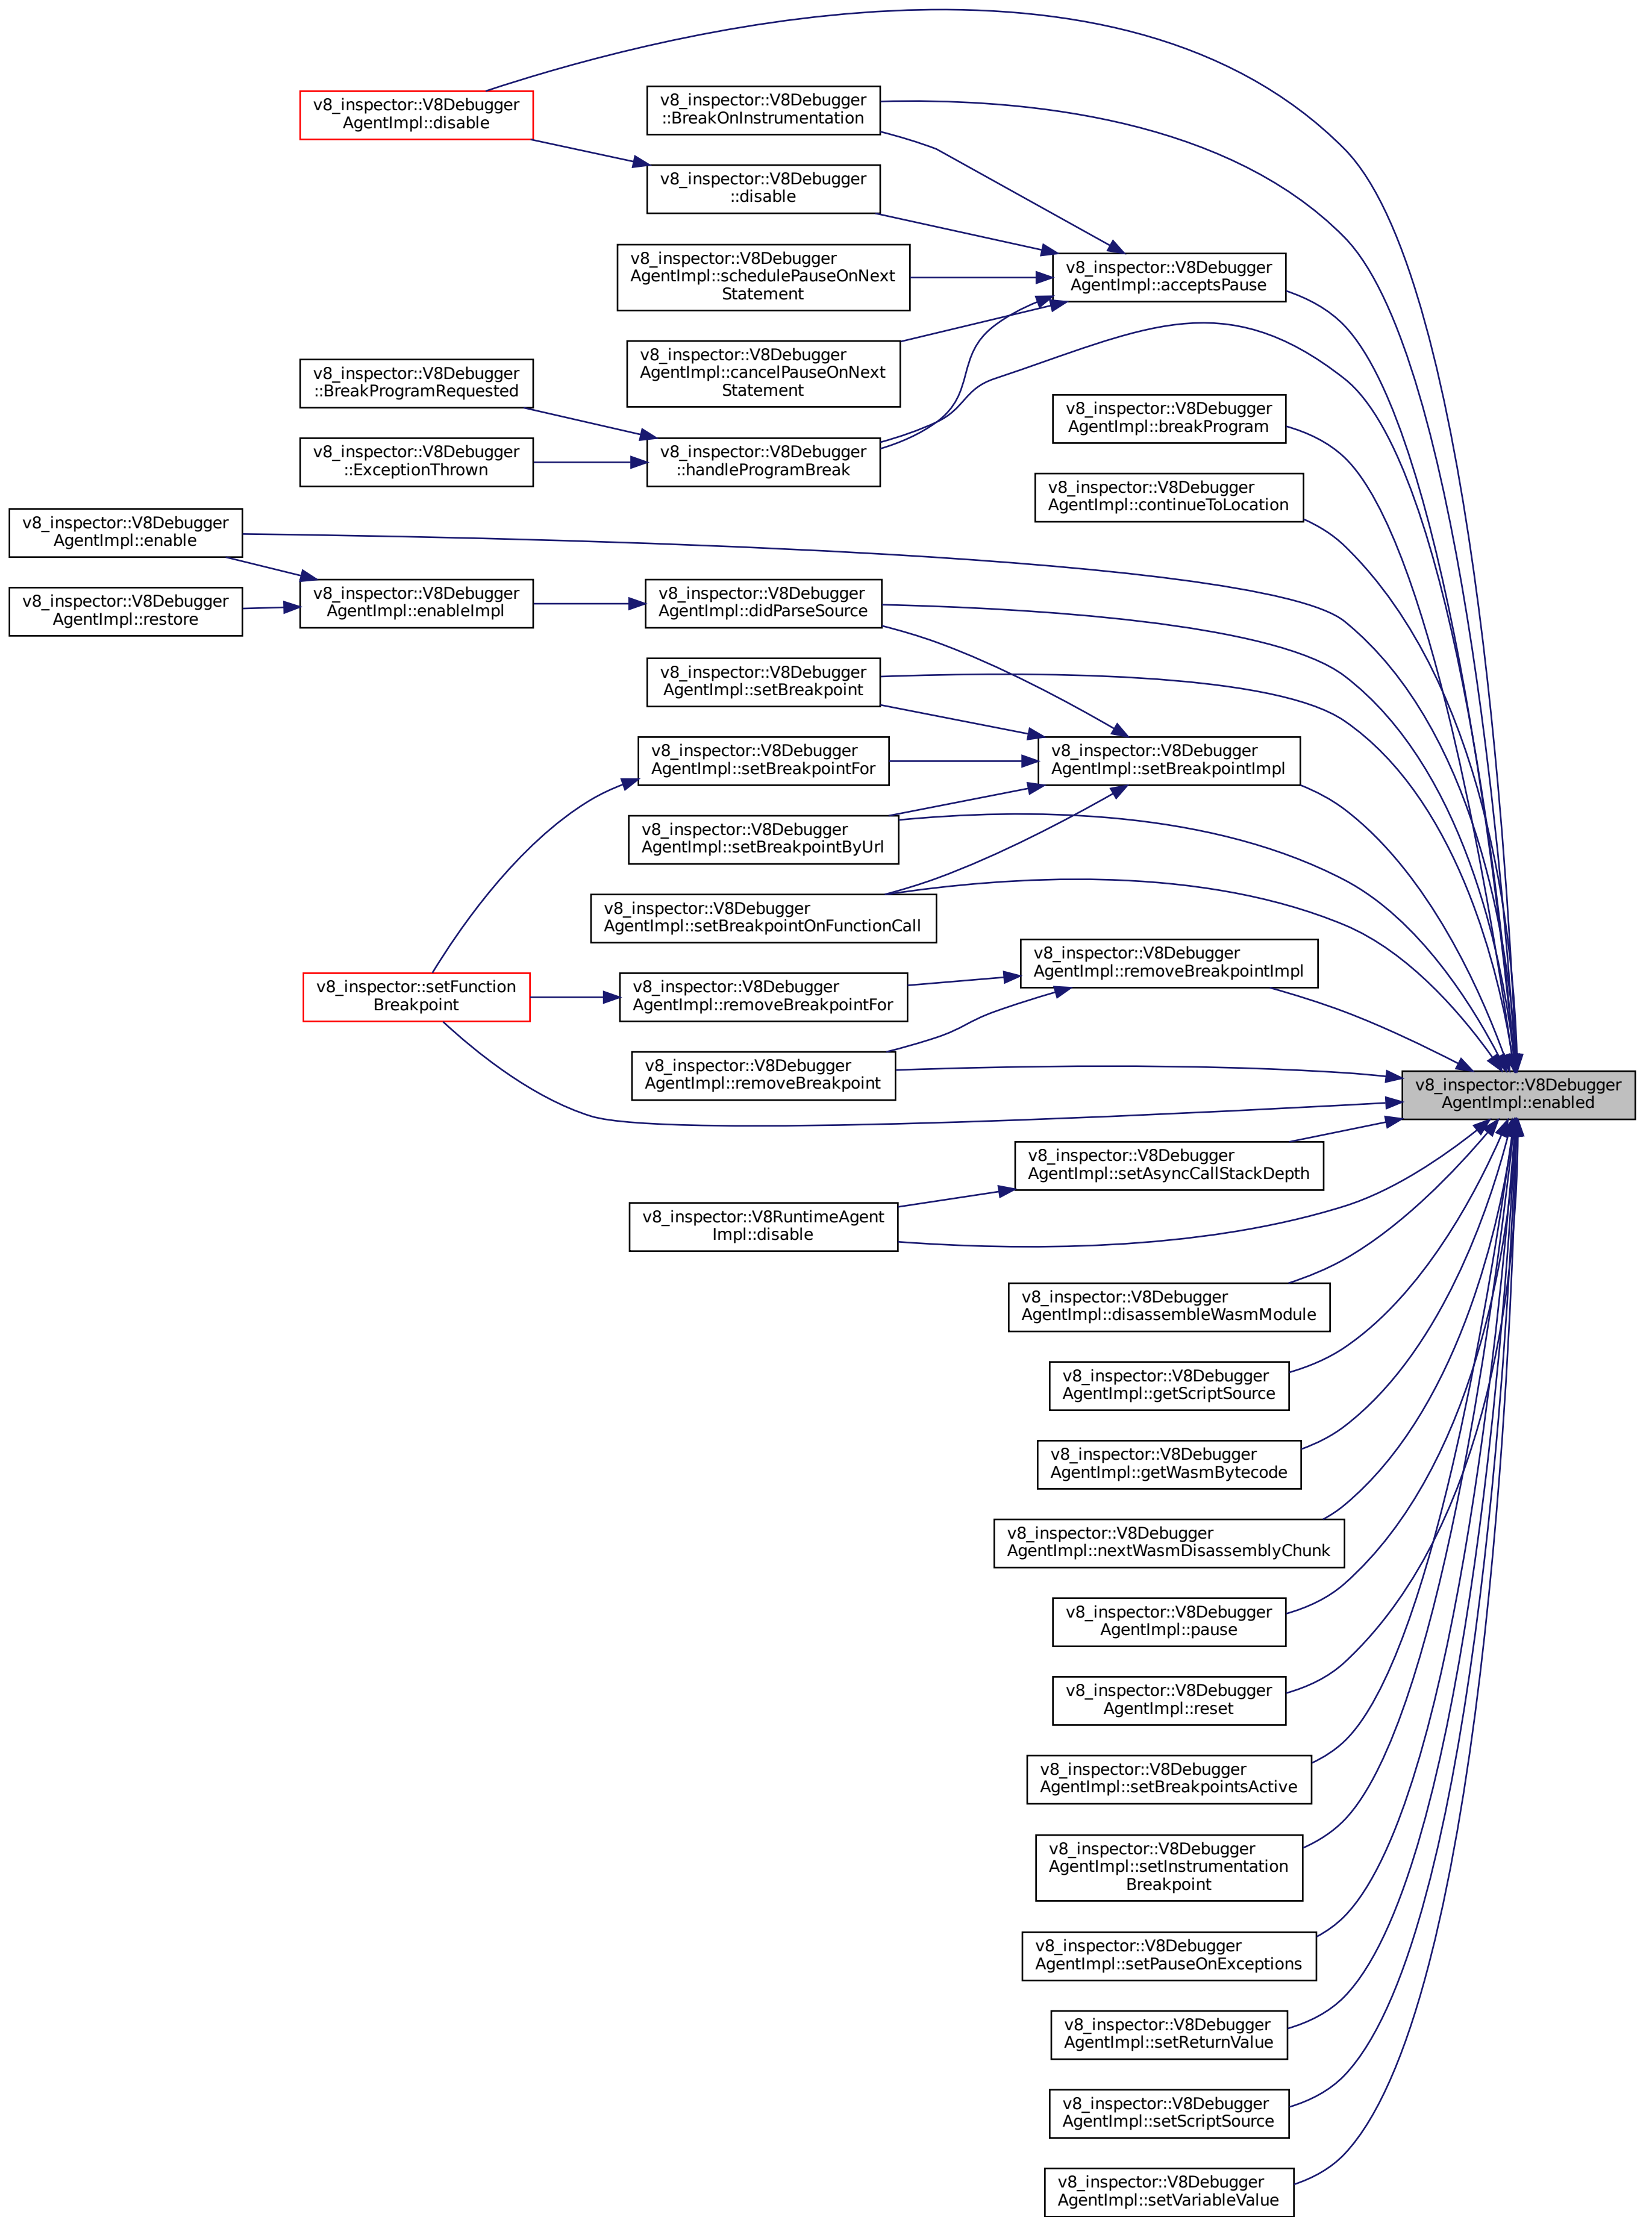 v8_inspector::V8Debugger
AgentImpl::disable
v8_inspector::V8Debugger
::BreakOnInstrumentation
v8_inspector::V8Debugger
::disable
v8_inspector::V8Debugger
AgentImpl::schedulePauseOnNext
Statement
v8_inspector::V8Debugger
AgentImpl::acceptsPause
v8_inspector::V8Debugger
AgentImpl::cancelPauseOnNext
Statement
v8_inspector::V8Debugger
::BreakProgramRequested
v8_inspector::V8Debugger
AgentImpl::breakProgram
v8_inspector::V8Debugger
::ExceptionThrown
v8_inspector::V8Debugger
::handleProgramBreak
v8_inspector::V8Debugger
AgentImpl::continueToLocation
v8_inspector::V8Debugger
AgentImpl::enable
v8_inspector::V8Debugger
AgentImpl::restore
v8_inspector::V8Debugger
AgentImpl::enableImpl
v8_inspector::V8Debugger
AgentImpl::didParseSource
v8_inspector::V8Debugger
AgentImpl::setBreakpoint
v8_inspector::V8Debugger
AgentImpl::setBreakpointFor
v8_inspector::V8Debugger
AgentImpl::setBreakpointImpl
v8_inspector::V8Debugger
AgentImpl::setBreakpointByUrl
v8_inspector::V8Debugger
AgentImpl::setBreakpointOnFunctionCall
v8_inspector::V8Debugger
AgentImpl::removeBreakpointImpl
v8_inspector::setFunction
Breakpoint
v8_inspector::V8Debugger
AgentImpl::removeBreakpointFor
v8_inspector::V8Debugger
AgentImpl::removeBreakpoint
v8_inspector::V8Debugger
AgentImpl::enabled
v8_inspector::V8Debugger
AgentImpl::setAsyncCallStackDepth
v8_inspector::V8RuntimeAgent
Impl::disable
v8_inspector::V8Debugger
AgentImpl::disassembleWasmModule
v8_inspector::V8Debugger
AgentImpl::getScriptSource
v8_inspector::V8Debugger
AgentImpl::getWasmBytecode
v8_inspector::V8Debugger
AgentImpl::nextWasmDisassemblyChunk
v8_inspector::V8Debugger
AgentImpl::pause
v8_inspector::V8Debugger
AgentImpl::reset
v8_inspector::V8Debugger
AgentImpl::setBreakpointsActive
v8_inspector::V8Debugger
AgentImpl::setInstrumentation
Breakpoint
v8_inspector::V8Debugger
AgentImpl::setPauseOnExceptions
v8_inspector::V8Debugger
AgentImpl::setReturnValue
v8_inspector::V8Debugger
AgentImpl::setScriptSource
v8_inspector::V8Debugger
AgentImpl::setVariableValue